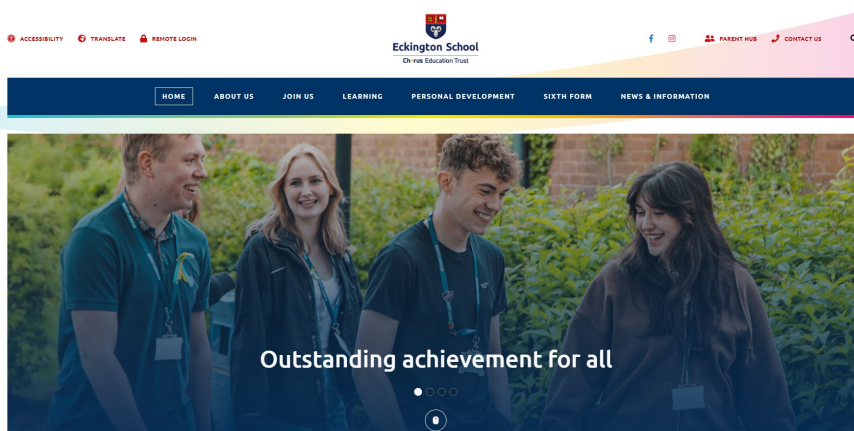 ACCESSIBILITY TRANSLATE REMOTE LOGIN
Eckington School
Chorus Education Trust
PARENT HUB CONTACT US
HOME ABOUT US JOIN US LEARNING PERSONAL DEVELOPMENT SIXTH FORM NEWS & INFORMATION
Outstanding achievement for all